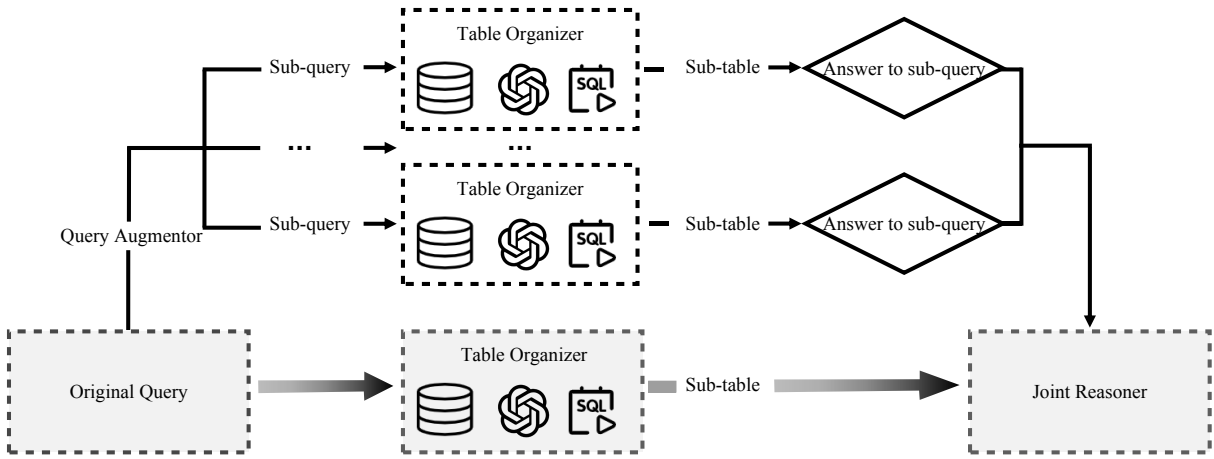 Table Organizer
Sub-query
SQL
Sub-table
Answer to sub-query
...
...
Table Organizer
Query Augmentor
Sub-query
SQL
Sub-table
Answer to sub-query
Table Organizer
Original Query
SQL
Sub-table
Joint Reasoner